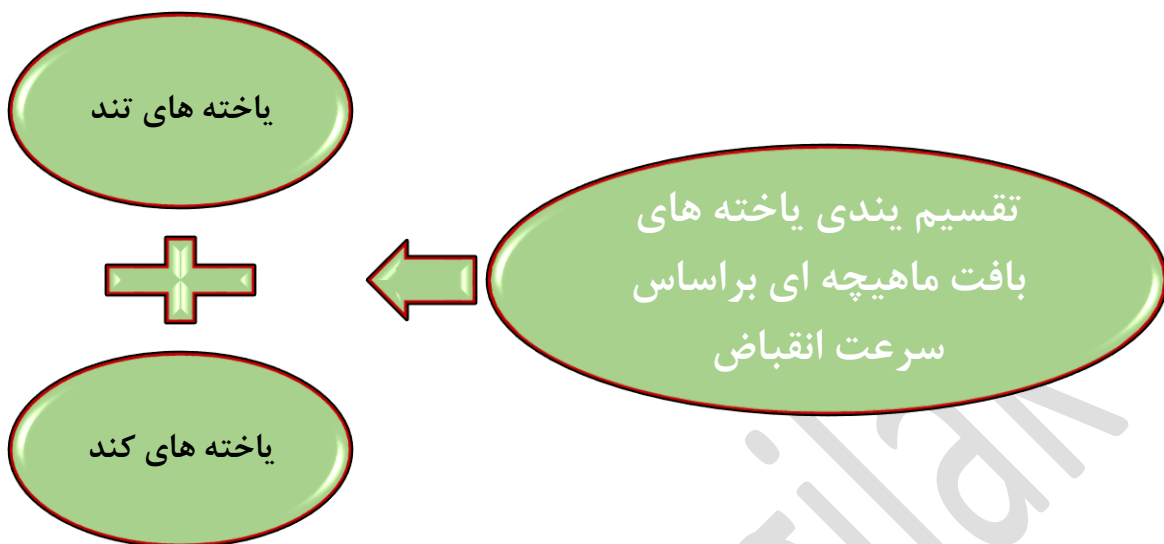 یاخته های تند
تقسیم یندی یاخته های
بافت ماهیچه ای براساس
سرعت انقباض
یاخته های کند